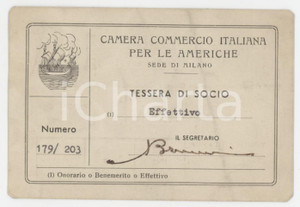 CAMERA COMMERCIO ITALIANA
PER LE AMERICHE
SEDE DI MILANO
TESSERA DI SOCIO
(1) Effettivo
IL SEGRETARIO
Numero
179/ 203
(1) Onorario o Benemerito o Effettivo